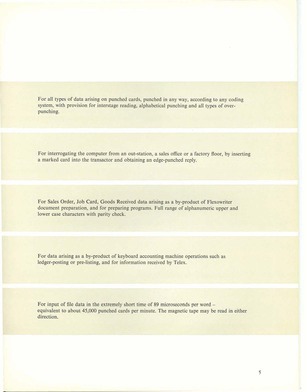 For all types of data arising on punched cards, punched in any way, according to any coding
system, with provision for interstage reading, alphabetical punching and all types of over-
punching.
For interrogating the computer from an out-station, a sales office or a factory floor, by inserting
a marked card into the transactor and obtaining an edge-punched reply.
For Sales Order, Job Card, Goods Received data arising as a by-product of Flexowriter
document preparation, and for preparing programs. Full range of alphanumeric upper and
lower case characters with parity check.
For data arising as a by-product of keyboard accounting machine operations such as
ledger-posting or pre-listing, and for information received by Telex.
For input of file data in the extremely short time of 89 microseconds per word –
equivalent to about 45,000 punched cards per minute. The magnetic tape may be read in either
direction.
5